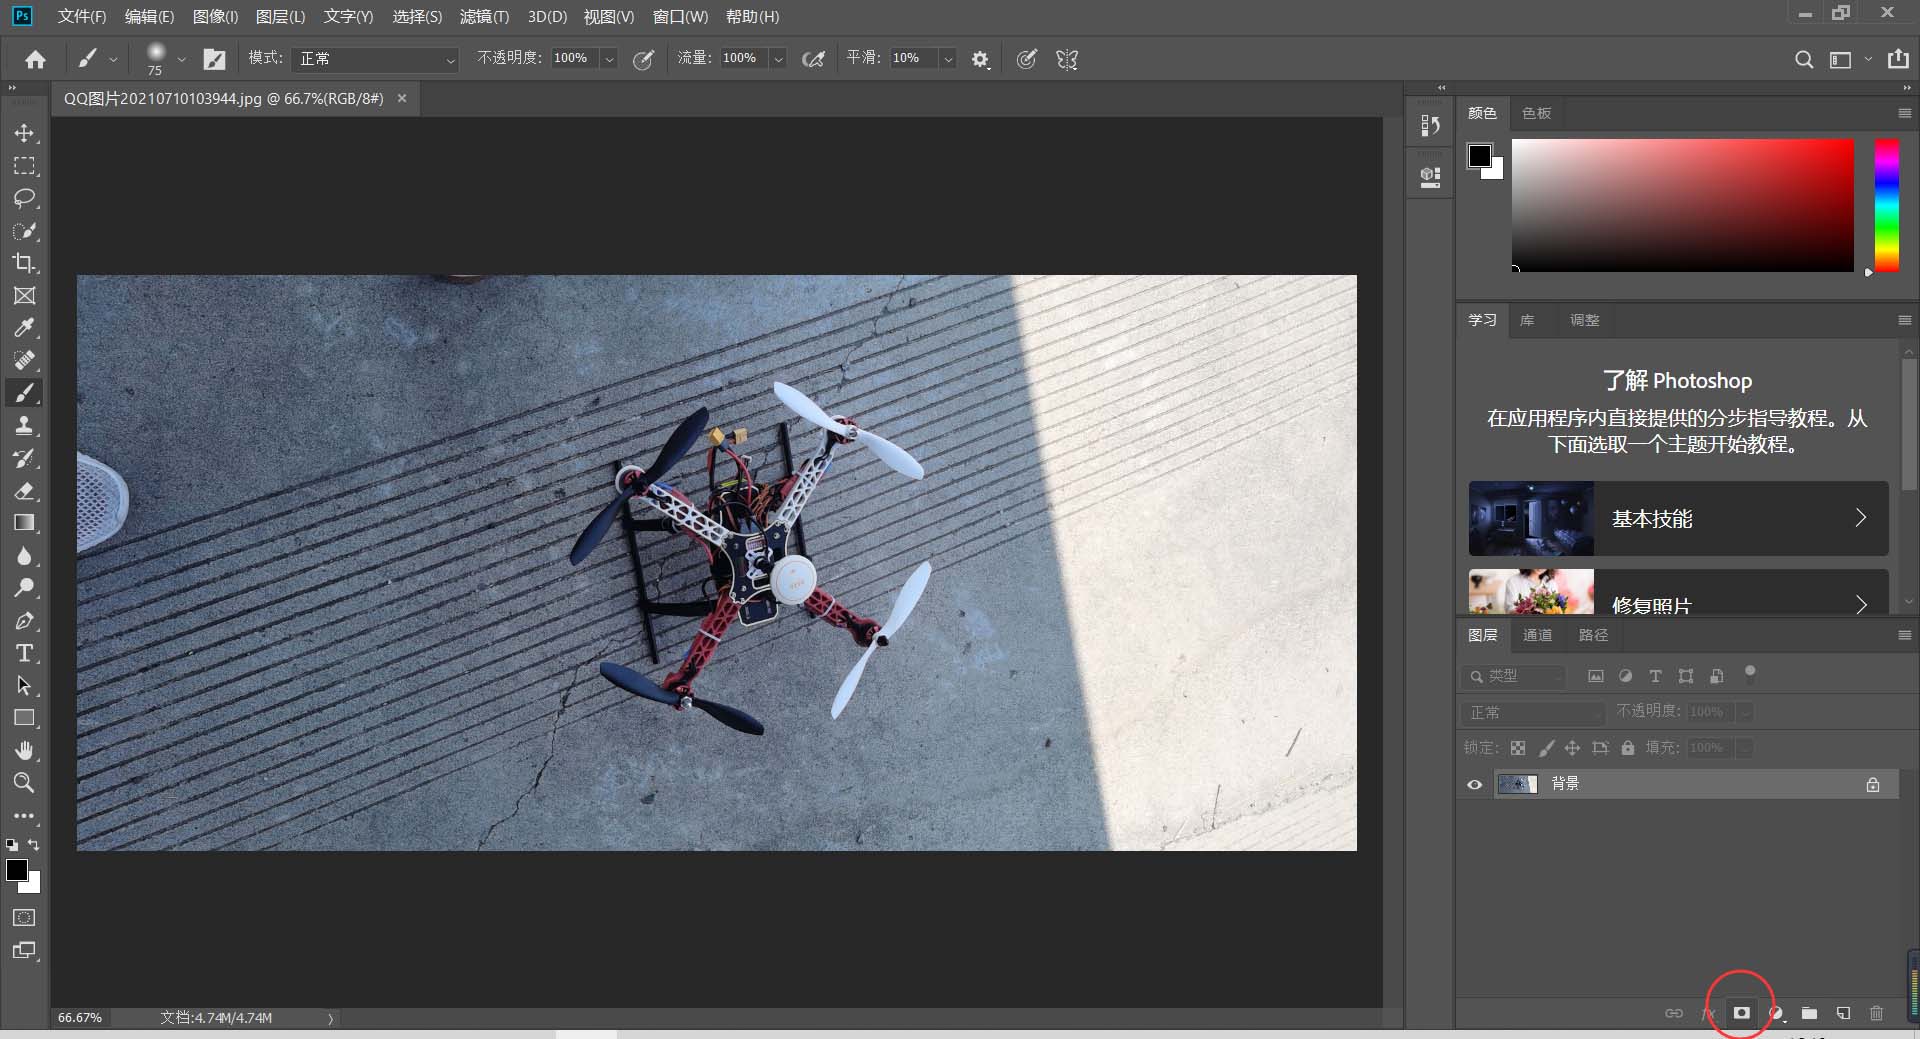 Ps 文件(F) 编辑(E) 图像(I) 图层(L) 文字(Y) 选择(S) 滤镜(T) 3D(D) 视图(V) 窗口(W) 帮助(H)
75 模式: 正常 不透明度: 100% 流量: 100% 平滑: 10%
QQ图片20210710103944.jpg @ 66.7%(RGB/8#) ×
颜色 色板
学习 库 调整
了解 Photoshop
在应用程序内直接提供的分步指导教程。从
下面选取一个主题开始教程。
基本技能
修复照片
图层 通道 路径
类型
正常 不透明度: 100%
锁定: 填充: 100%
背景
66.67% 文档:4.74M/4.74M
fx